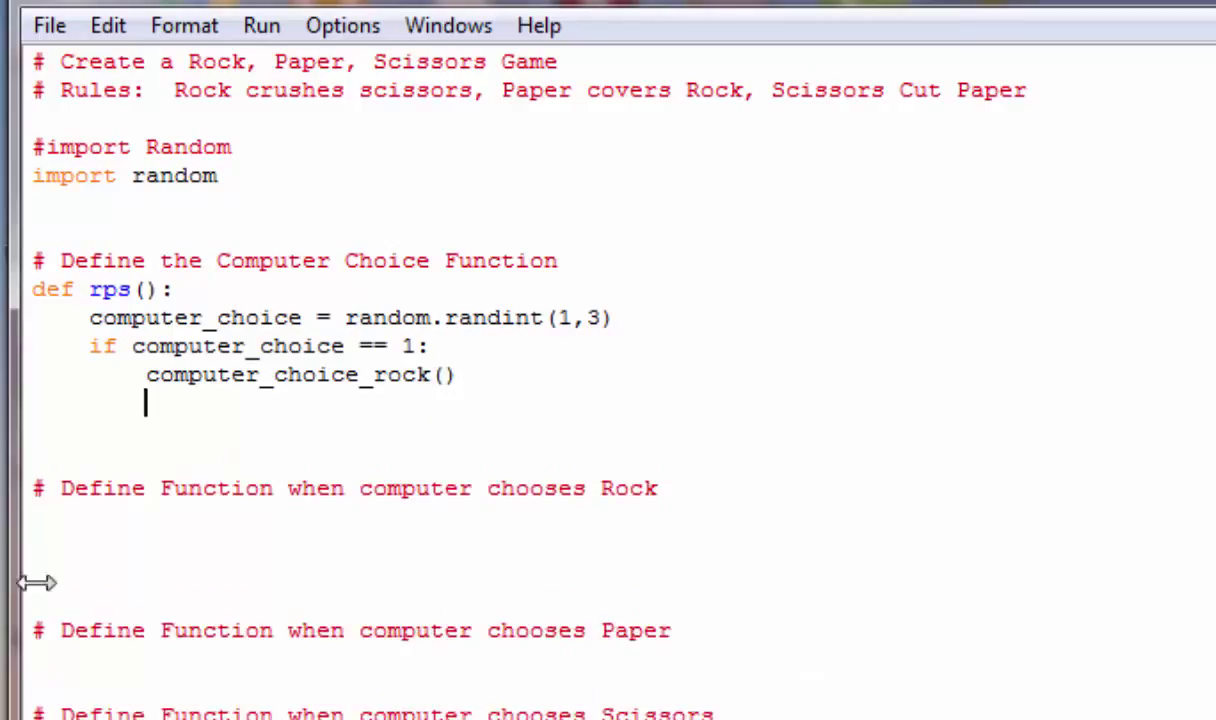 File Edit Format Run Options Windows Help
# Create a Rock, Paper, Scissors Game
# Rules:  Rock crushes scissors, Paper covers Rock, Scissors Cut Paper
#import Random
import random
# Define the Computer Choice Function
def rps():
    computer_choice = random.randint(1,3)
    if computer_choice == 1:
        computer_choice_rock()
# Define Function when computer chooses Rock
# Define Function when computer chooses Paper
# Define Function when computer chooses Scissors